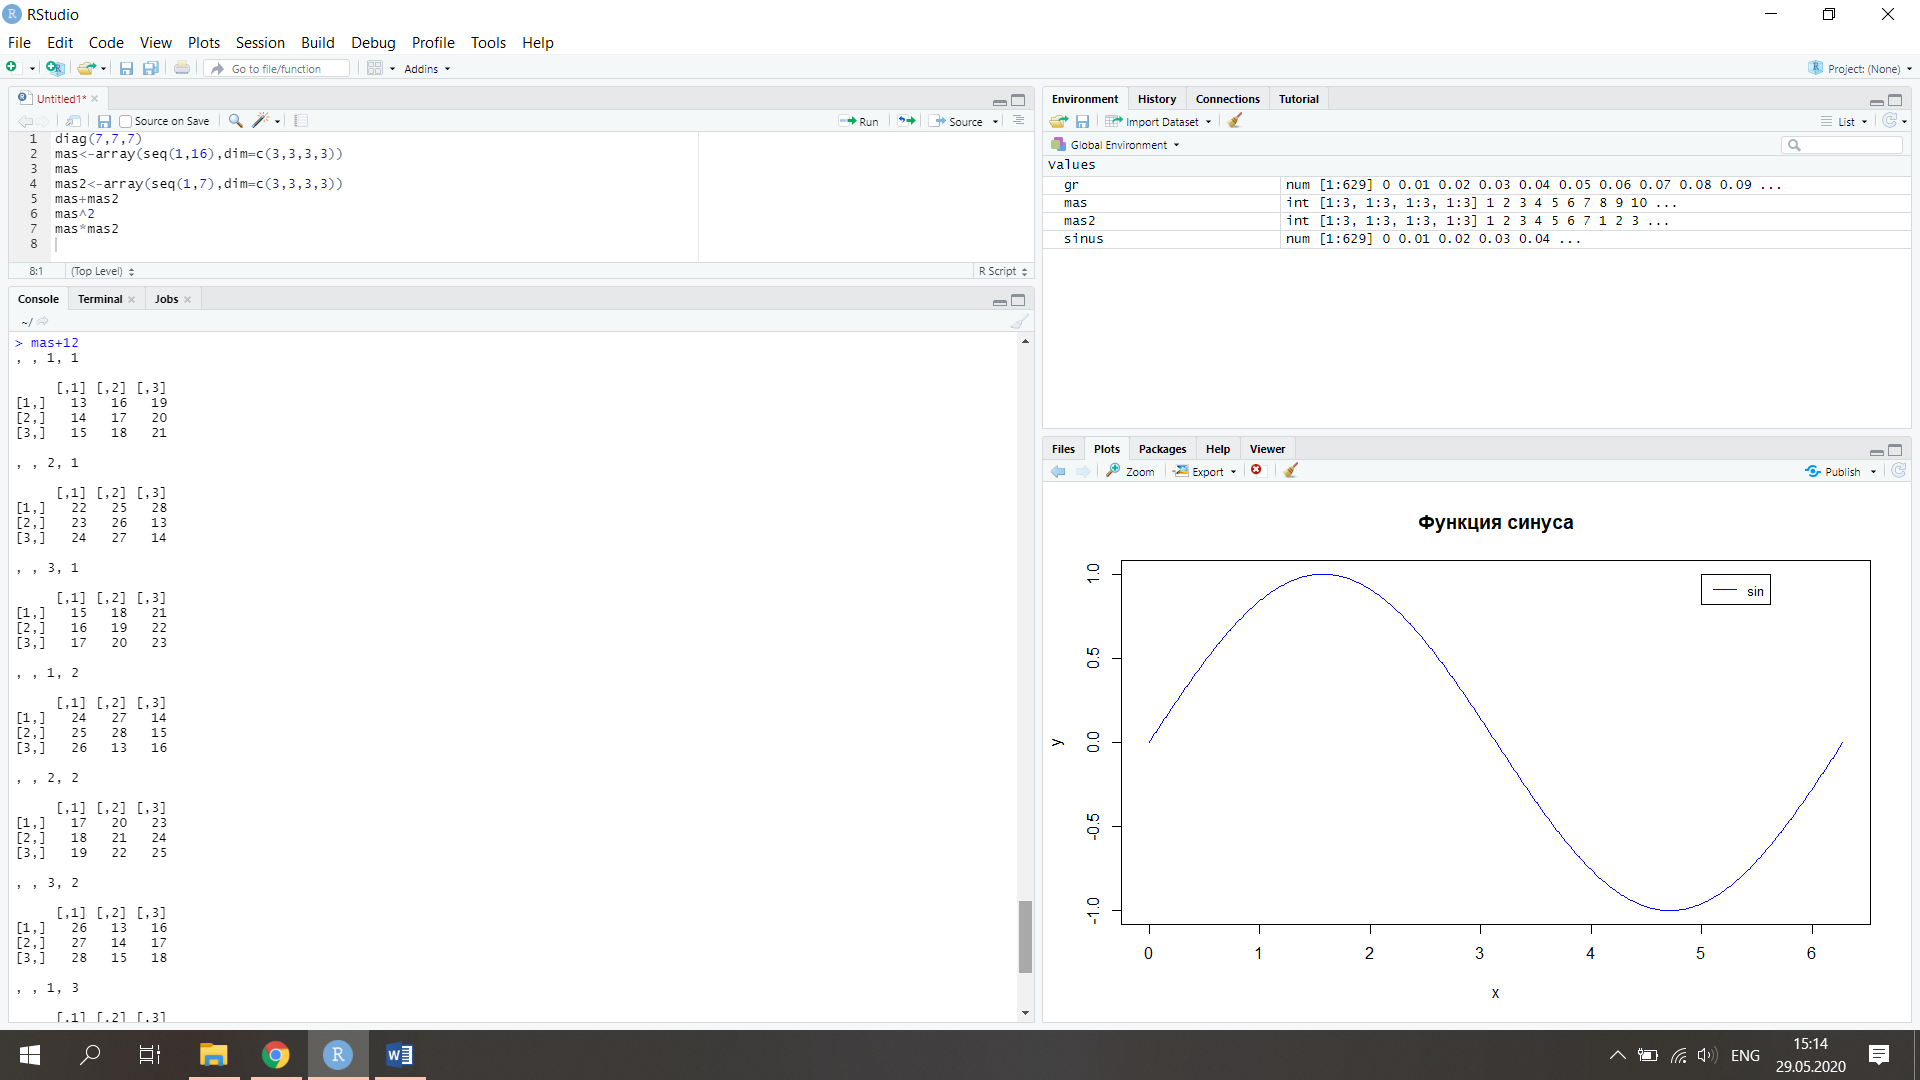 RStudio
File Edit Code View Plots Session Build Debug Profile Tools Help
Go to file/function Addins Project: (None)
Untitled1*
Source on Save Run Source
1 diag(7,7,7)
2 mas<-array(seq(1,16),dim=c(3,3,3,3))
3 mas
4 mas2<-array(seq(1,7),dim=c(3,3,3,3))
5 mas+mas2
6 mas^2
7 mas*mas2
8
8:1 (Top Level) R Script
Console Terminal Jobs
~/
> mas+12
, , 1, 1
[,1] [,2] [,3]
[1,] 13 16 19
[2,] 14 17 20
[3,] 15 18 21
, , 2, 1
[,1] [,2] [,3]
[1,] 22 25 28
[2,] 23 26 13
[3,] 24 27 14
, , 3, 1
[,1] [,2] [,3]
[1,] 15 18 21
[2,] 16 19 22
[3,] 17 20 23
, , 1, 2
[,1] [,2] [,3]
[1,] 24 27 14
[2,] 25 28 15
[3,] 26 13 16
, , 2, 2
[,1] [,2] [,3]
[1,] 17 20 23
[2,] 18 21 24
[3,] 19 22 25
, , 3, 2
[,1] [,2] [,3]
[1,] 26 13 16
[2,] 27 14 17
[3,] 28 15 18
, , 1, 3
[,1] [,2] [,3]
Environment History Connections Tutorial
Import Dataset List
Global Environment
Values
gr num [1:629] 0 0.01 0.02 0.03 0.04 0.05 0.06 0.07 0.08 0.09 ...
mas int [1:3, 1:3, 1:3, 1:3] 1 2 3 4 5 6 7 8 9 10 ...
mas2 int [1:3, 1:3, 1:3, 1:3] 1 2 3 4 5 6 7 1 2 3 ...
sinus num [1:629] 0 0.01 0.02 0.03 0.04 ...
Files Plots Packages Help Viewer
Zoom Export Publish
Функция синуса
sin
1.0
0.5
0.0
-0.5
-1.0
y
0 1 2 3 4 5 6
x
ENG 15:14
29.05.2020